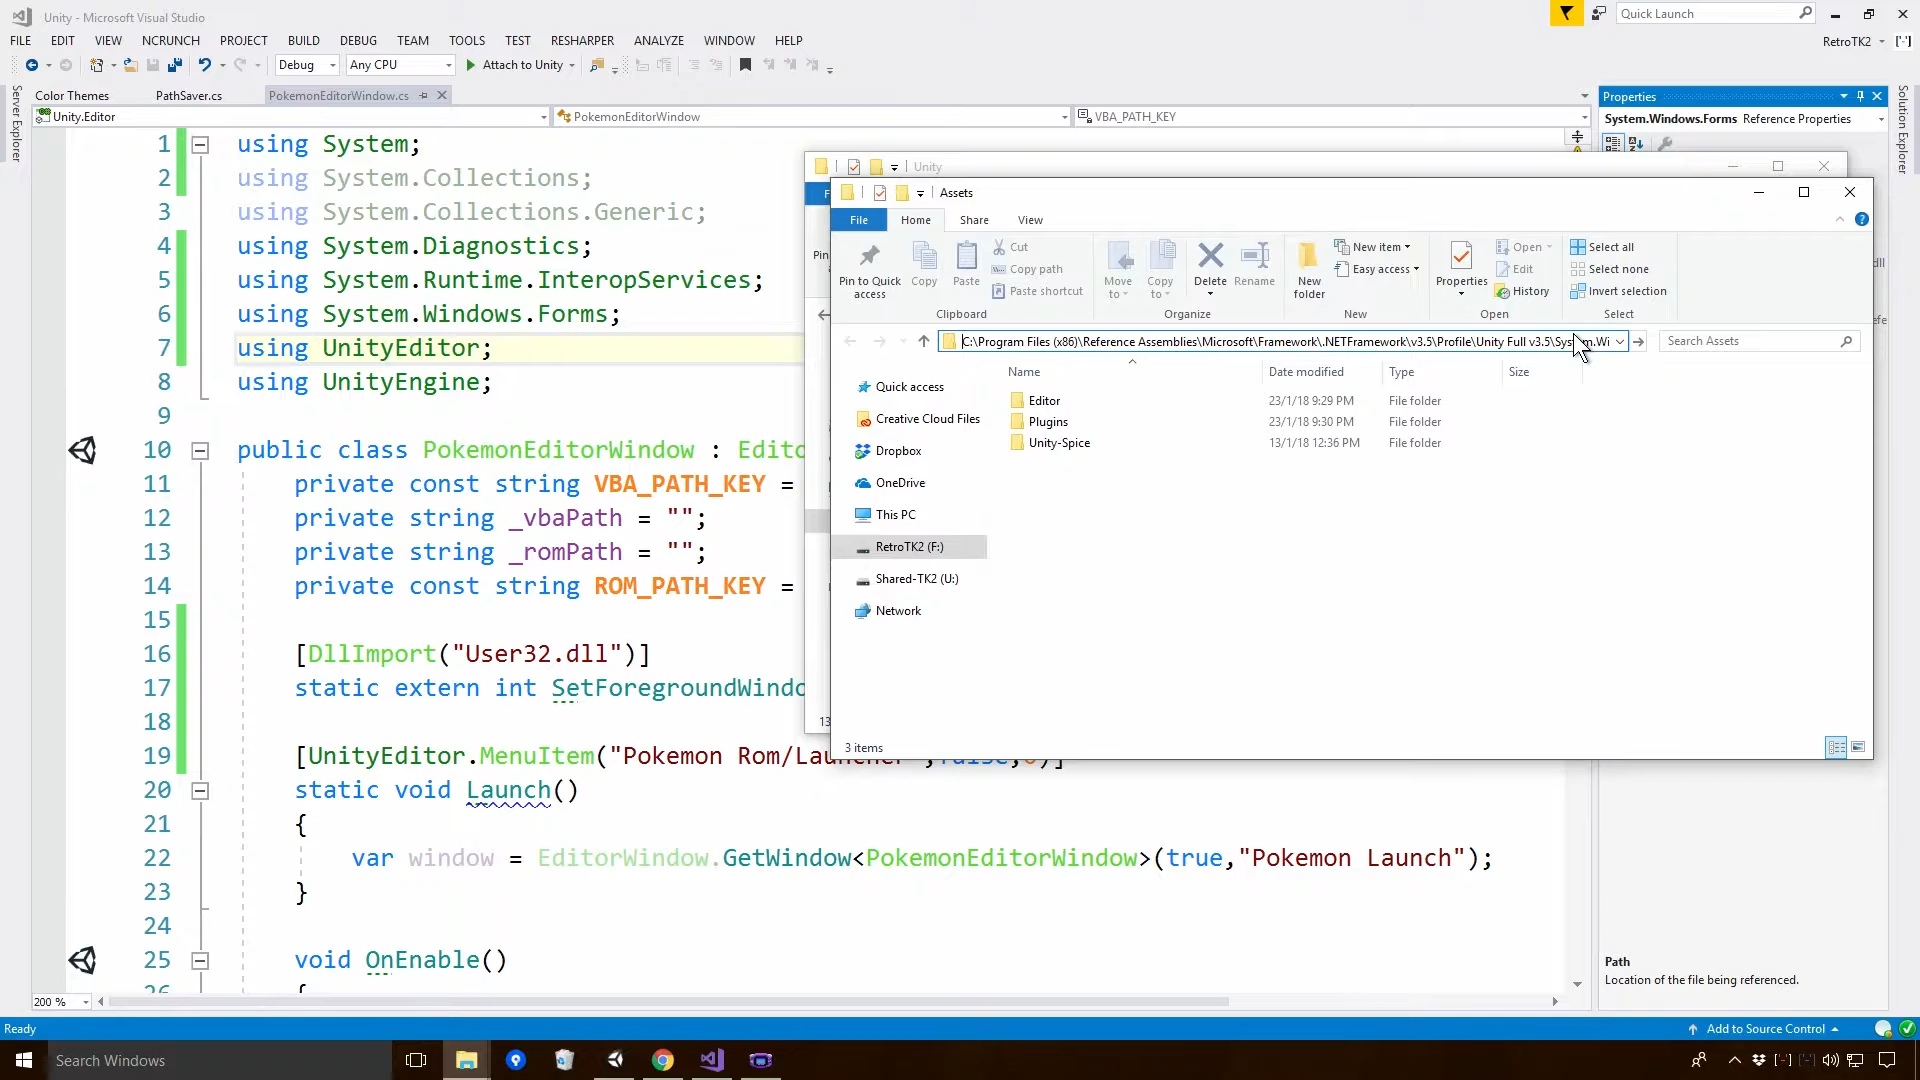 Unity - Microsoft Visual Studio
Quick Launch
FILE EDIT VIEW NCRUNCH PROJECT BUILD DEBUG TEAM TOOLS TEST RESHARPER ANALYZE WINDOW HELP
RetroTK2
Debug Any CPU Attach to Unity
Server Explorer
Solution Explorer
Color Themes PathSaver.cs PokemonEditorWindow.cs
Unity.Editor PokemonEditorWindow VBA_PATH_KEY
Properties
System.Windows.Forms Reference Properties
1 using System;
2 using System.Collections;
3 using System.Collections.Generic;
4 using System.Diagnostics;
5 using System.Runtime.InteropServices;
6 using System.Windows.Forms;
7 using UnityEditor;
8 using UnityEngine;
9
10 public class PokemonEditorWindow : Edito
11 private const string VBA_PATH_KEY =
12 private string _vbaPath = "";
13 private string _romPath = "";
14 private const string ROM_PATH_KEY =
15
16 [DllImport("User32.dll")]
17 static extern int SetForegroundWindo
18
19 [UnityEditor.MenuItem("Pokemon Rom/Launcher",false,0)]
20 static void Launch()
21 {
22 var window = EditorWindow.GetWindow<PokemonEditorWindow>(true,"Pokemon Launch");
23 }
24
25 void OnEnable()
26 {
200 %
Unity
Assets
File Home Share View
Pin to Quick access
Copy
Paste
Cut
Copy path
Paste shortcut
Clipboard
Move to
Copy to
Delete
Rename
Organize
New folder
New item
Easy access
New
Properties
Open
Edit
History
Open
Select all
Select none
Invert selection
Select
C:\Program Files (x86)\Reference Assemblies\Microsoft\Framework\.NETFramework\v3.5\Profile\Unity Full v3.5\System.Wi
Search Assets
Name Date modified Type Size
Editor 23/1/18 9:29 PM File folder
Plugins 23/1/18 9:30 PM File folder
Unity-Spice 13/1/18 12:36 PM File folder
Quick access
Creative Cloud Files
Dropbox
OneDrive
This PC
RetroTK2 (F:)
Shared-TK2 (U:)
Network
3 items
Path
Location of the file being referenced.
Ready
Add to Source Control
Search Windows